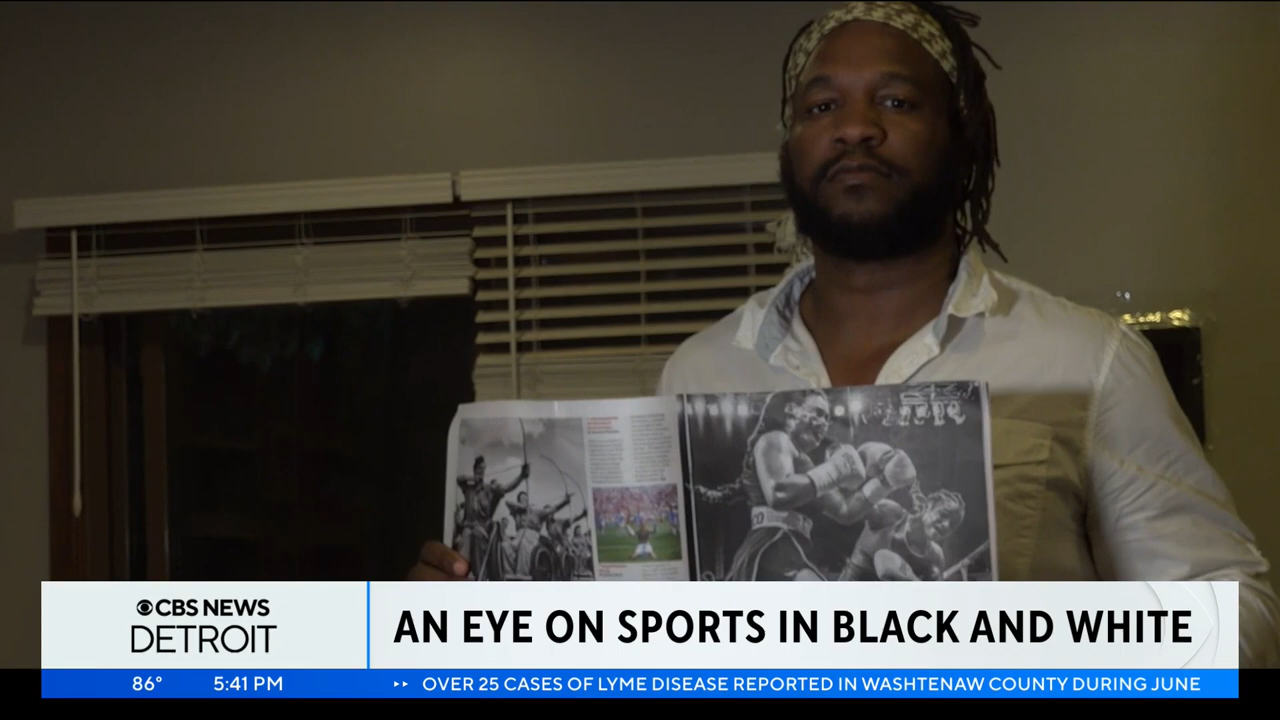 CBS NEWS
DETROIT
AN EYE ON SPORTS IN BLACK AND WHITE
86°
5:41 PM
OVER 25 CASES OF LYME DISEASE REPORTED IN WASHTENAW COUNTY DURING JUNE